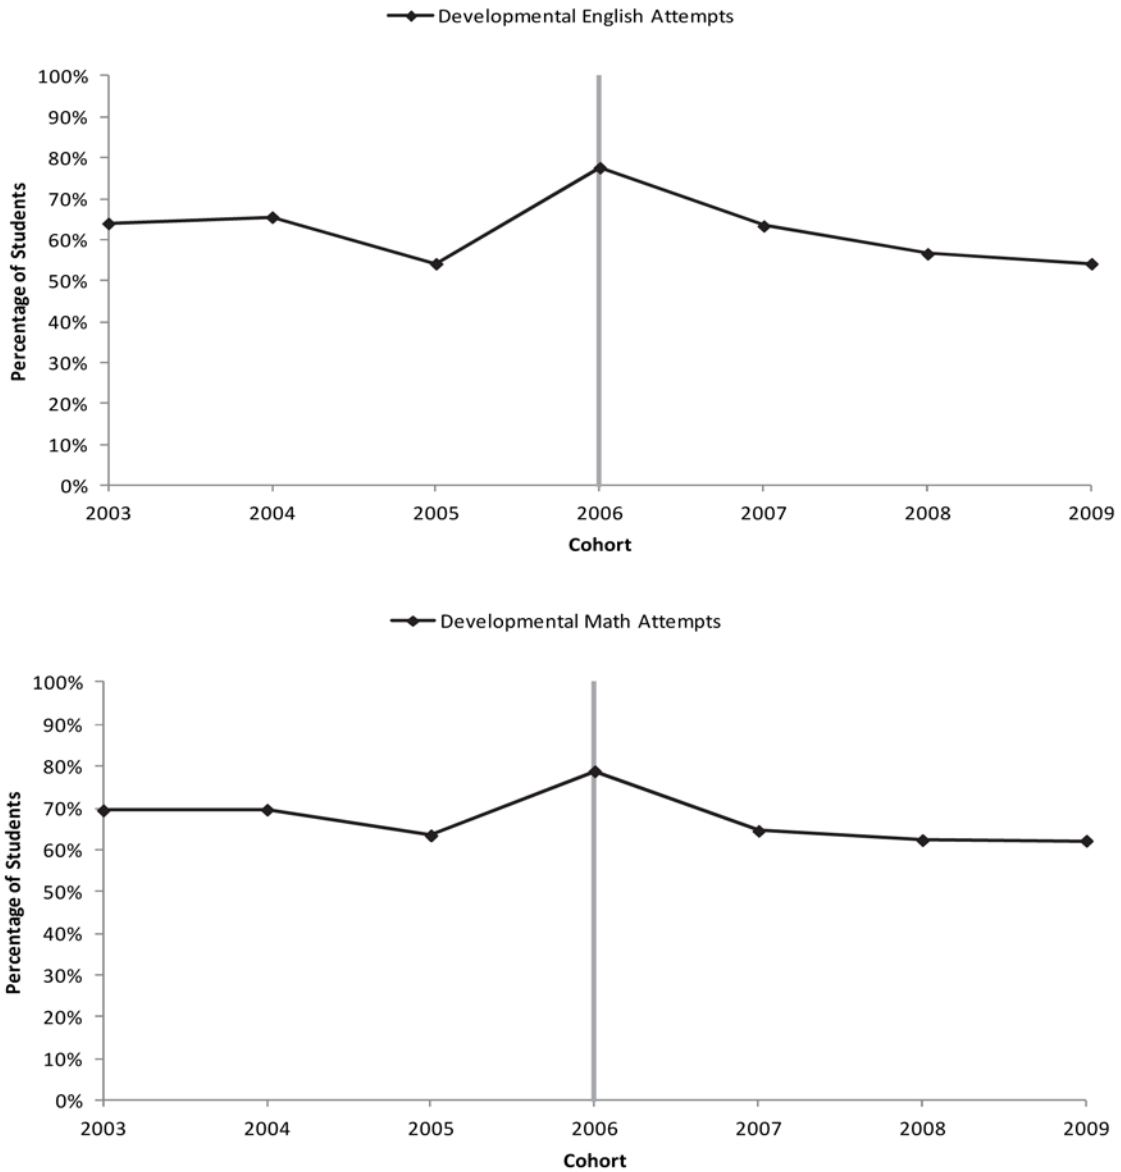 Developmental English Attempts
100%
90%
80%
70%
60%
50%
40%
30%
20%
10%
0%
Percentage of Students
2003 2004 2005 2006 2007 2008 2009
Cohort
Developmental Math Attempts
100%
90%
80%
70%
60%
50%
40%
30%
20%
10%
0%
Percentage of Students
2003 2004 2005 2006 2007 2008 2009
Cohort